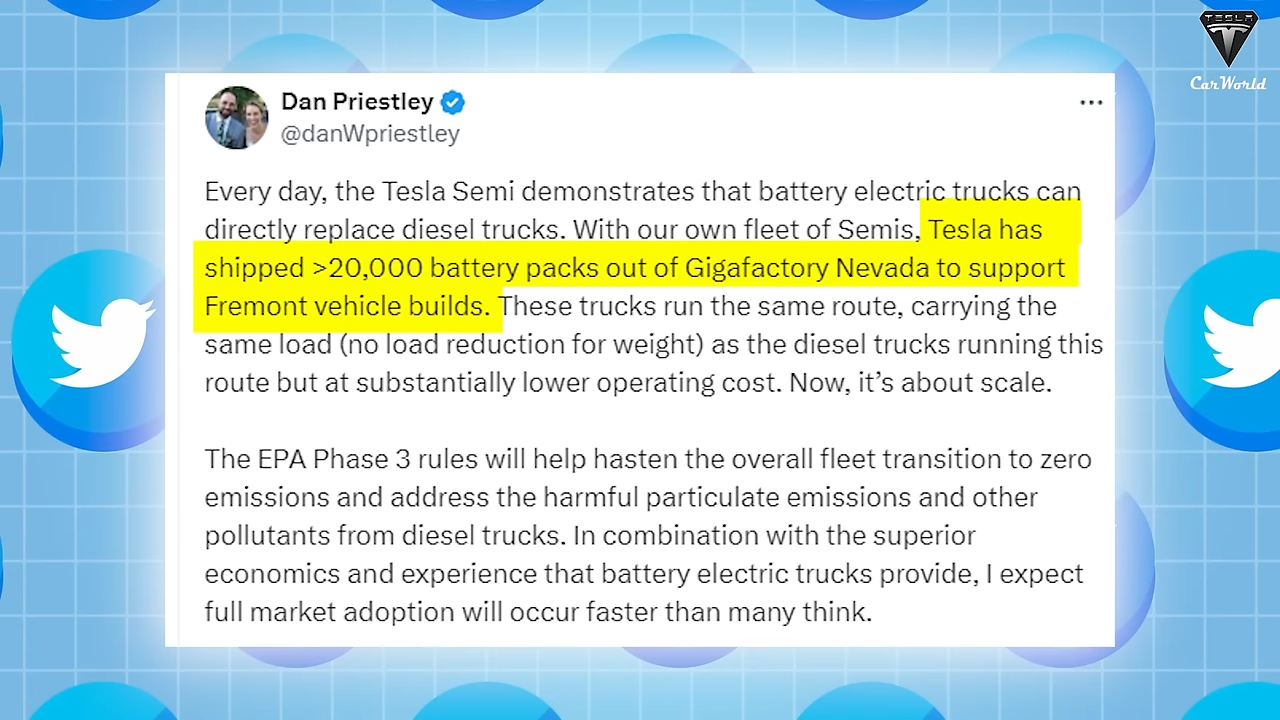 TESLA
CarWorld
Dan Priestley
@danWpriestley
Every day, the Tesla Semi demonstrates that battery electric trucks can
directly replace diesel trucks. With our own fleet of Semis, Tesla has
shipped >20,000 battery packs out of Gigafactory Nevada to support
Fremont vehicle builds. These trucks run the same route, carrying the
same load (no load reduction for weight) as the diesel trucks running this
route but at substantially lower operating cost. Now, it’s about scale.
The EPA Phase 3 rules will help hasten the overall fleet transition to zero
emissions and address the harmful particulate emissions and other
pollutants from diesel trucks. In combination with the superior
economics and experience that battery electric trucks provide, I expect
full market adoption will occur faster than many think.